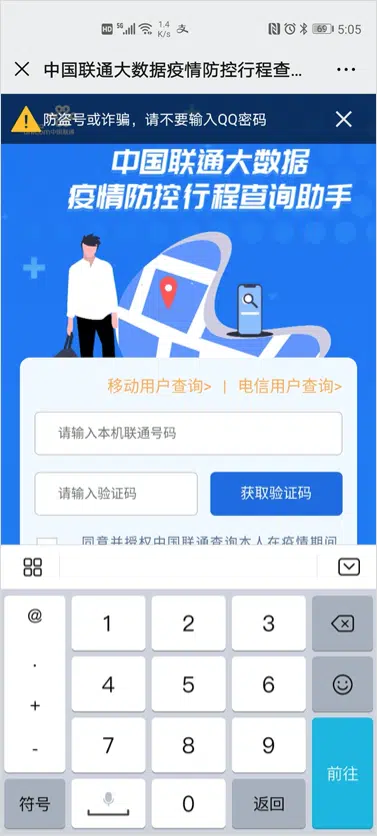 HD 5G 1.4 K/s 支 69 5:05
中国联通大数据疫情防控行程查...
防盗号或诈骗，请不要输入QQ密码
中国联通大数据
疫情防控行程查询助手
移动用户查询> | 电信用户查询>
请输入本机联通号码
请输入验证码 获取验证码
同意并授权中国联通查询本人在疫情期间
@ 1 2 3
. 4 5 6
+
- 7 8 9 前往
符号 0 返回